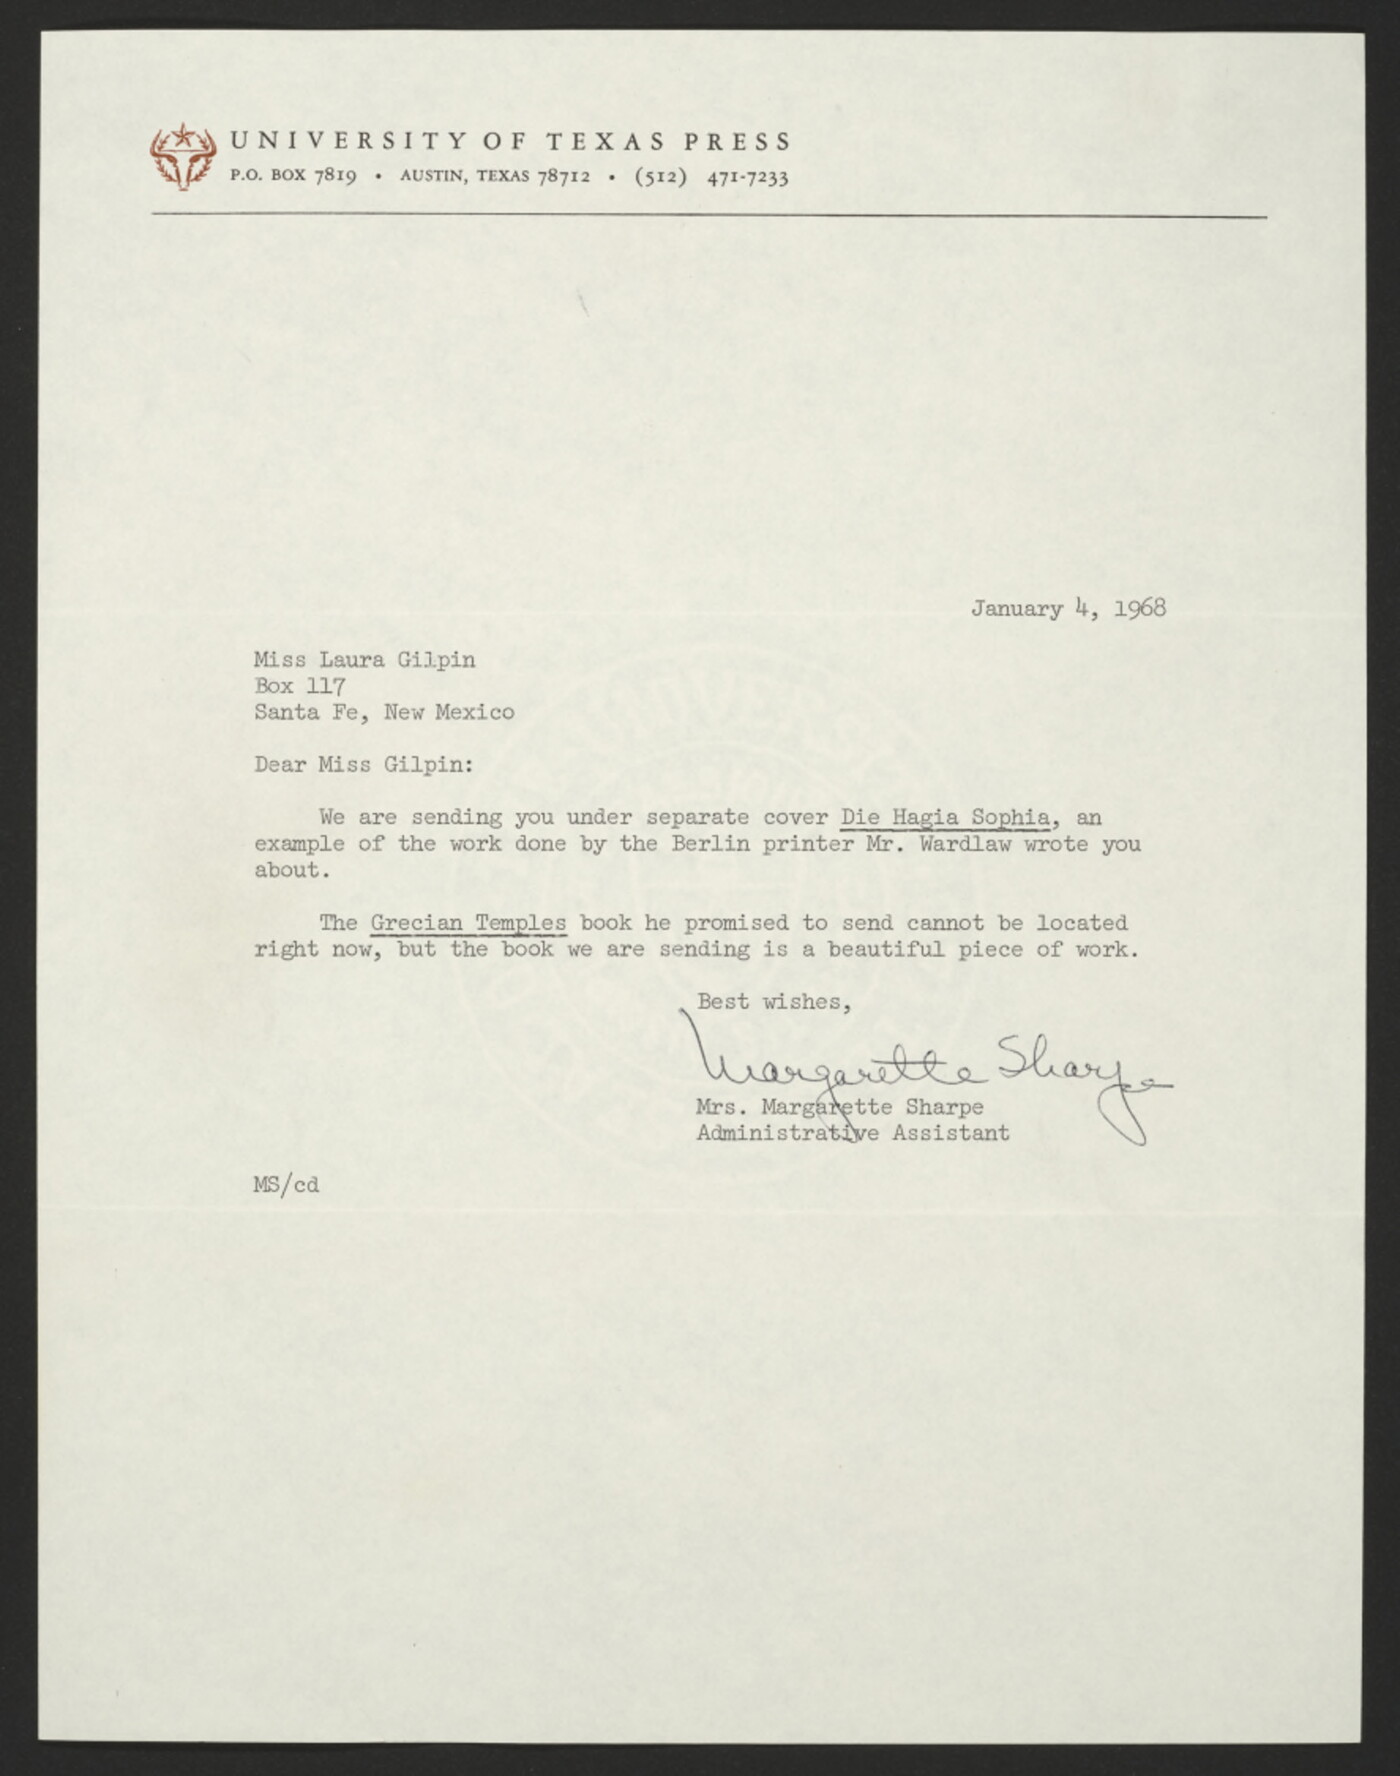 UNIVERSITY OF TEXAS PRESS
P.O. BOX 7819 • AUSTIN, TEXAS 78712 • (512) 471-7233
January 4, 1968
Miss Laura Gilpin
Box 117
Santa Fe, New Mexico
Dear Miss Gilpin:
We are sending you under separate cover Die Hagia Sophia, an
example of the work done by the Berlin printer Mr. Wardlaw wrote you
about.
The Grecian Temples book he promised to send cannot be located
right now, but the book we are sending is a beautiful piece of work.
Best wishes,
Margarette Sharpe
Mrs. Margarette Sharpe
Administrative Assistant
MS/cd